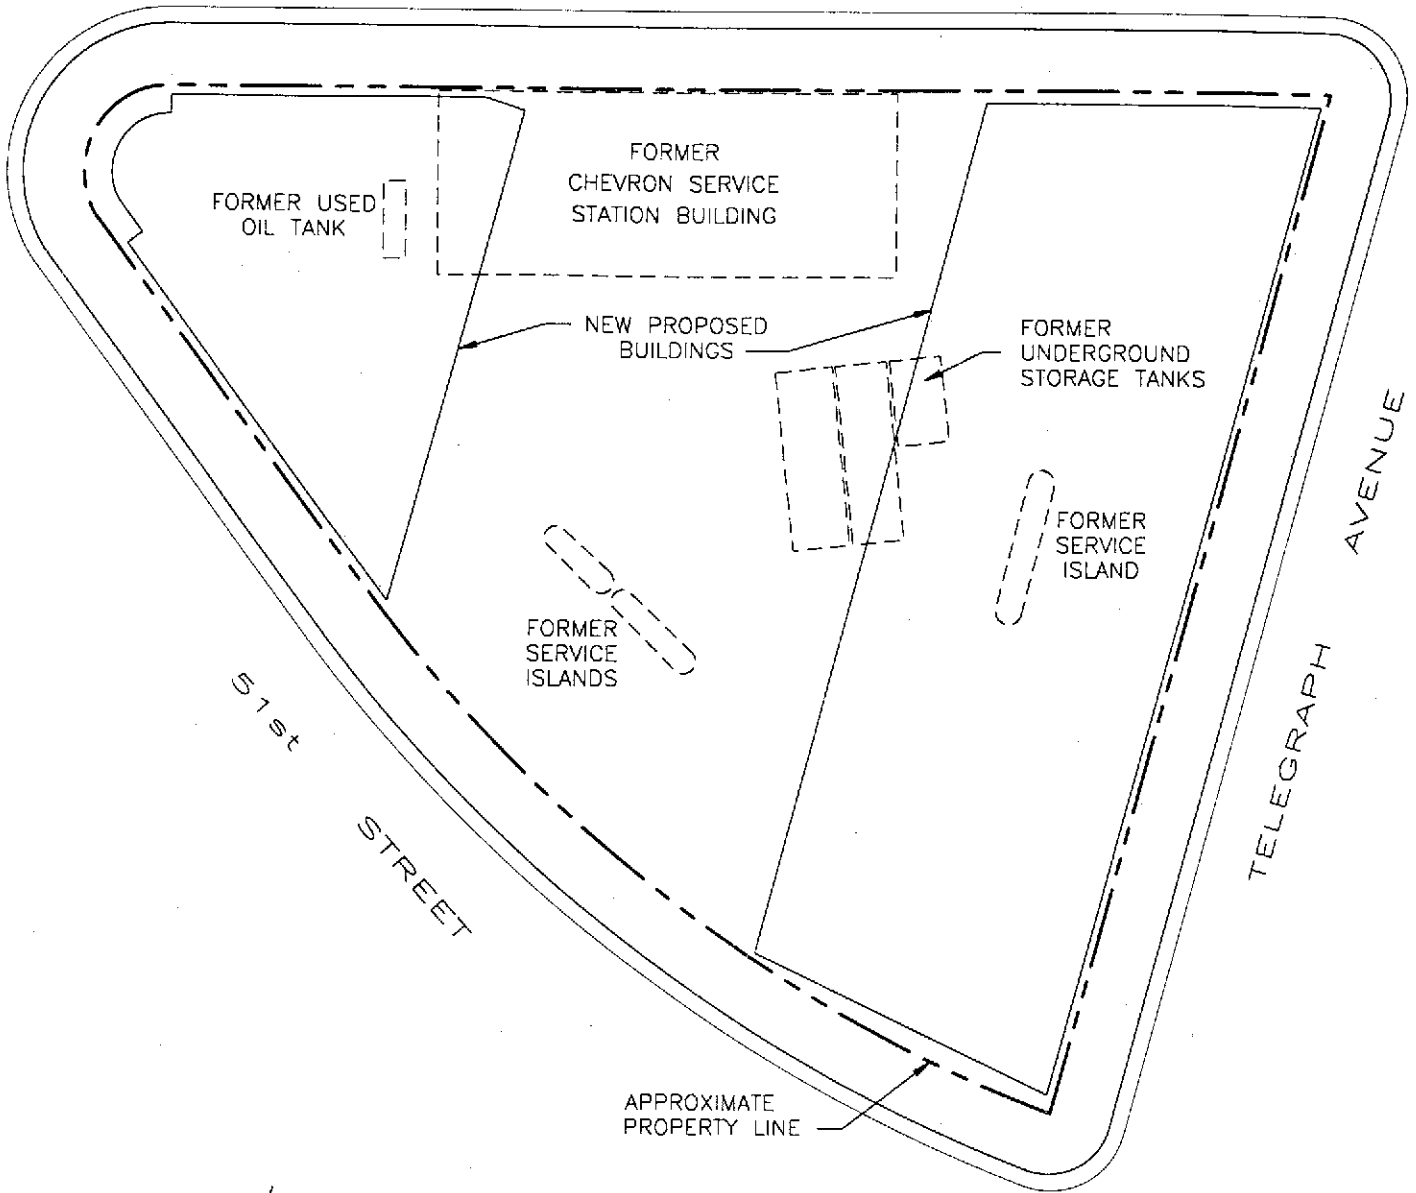 FORMER
CHEVRON SERVICE
STATION BUILDING
FORMER USED
OIL TANK
NEW PROPOSED
BUILDINGS
FORMER
UNDERGROUND
STORAGE TANKS
FORMER
SERVICE
ISLAND
FORMER
SERVICE
ISLANDS
51st STREET
TELEGRAPH AVENUE
APPROXIMATE
PROPERTY LINE